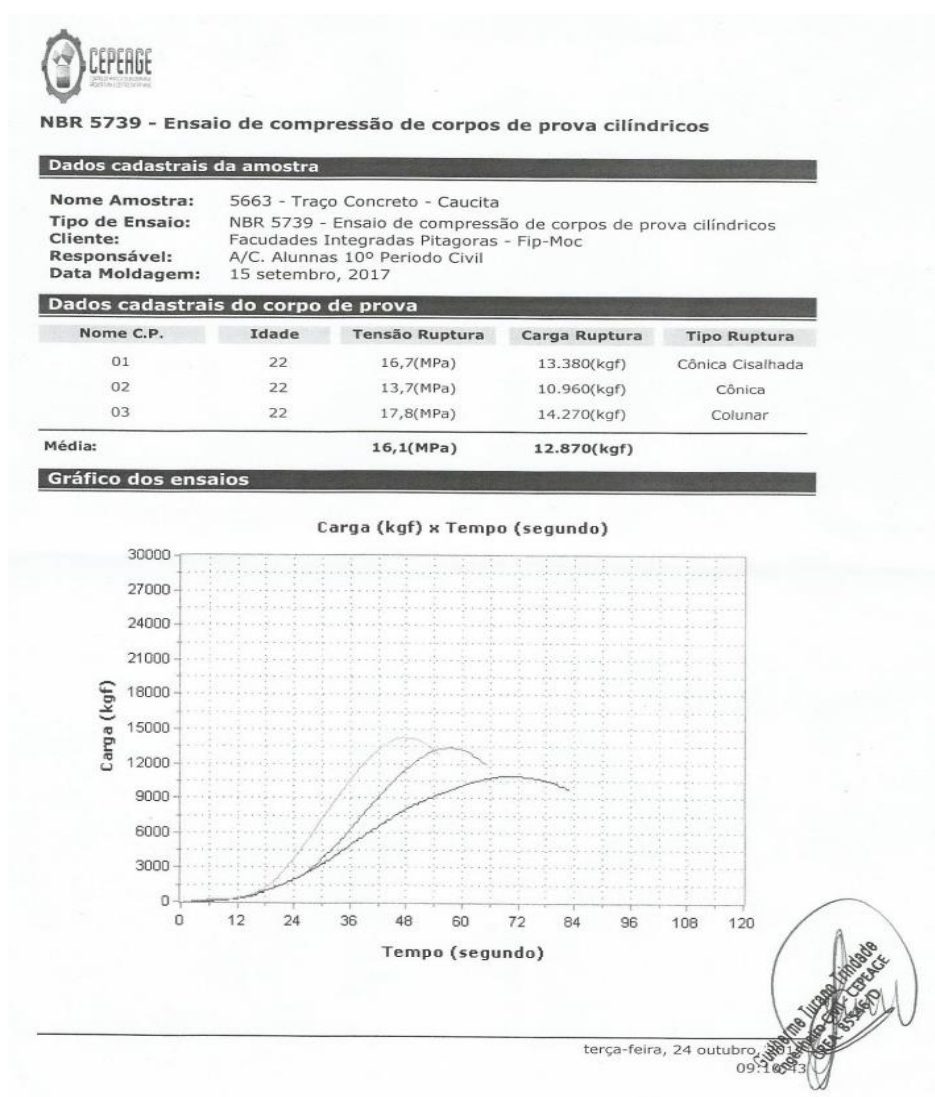 CEPEAGE
NBR 5739 - Ensaio de compressão de corpos de prova cilíndricos
Dados cadastrais da amostra
Nome Amostra: 5663 - Traço Concreto - Caucita
Tipo de Ensaio: NBR 5739 - Ensaio de compressão de corpos de prova cilíndricos
Cliente: Facudades Integradas Pitagoras - Fip-Moc
Responsável: A/C. Alunnas 10º Periodo Civil
Data Moldagem: 15 setembro, 2017
Dados cadastrais do corpo de prova
Nome C.P. Idade Tensão Ruptura Carga Ruptura Tipo Ruptura
01 22 16,7(MPa) 13.380(kgf) Cônica Cisalhada
02 22 13,7(MPa) 10.960(kgf) Cônica
03 22 17,8(MPa) 14.270(kgf) Colunar
Média: 16,1(MPa) 12.870(kgf)
Gráfico dos ensaios
Carga (kgf) x Tempo (segundo)
30000
27000
24000
21000
18000
15000
12000
9000
6000
3000
0
Carga (kgf)
0 12 24 36 48 60 72 84 96 108 120
Tempo (segundo)
Guilherme Turano Trindade
Engenheiro Civil - CEPEAGE
terça-feira, 24 outubro,